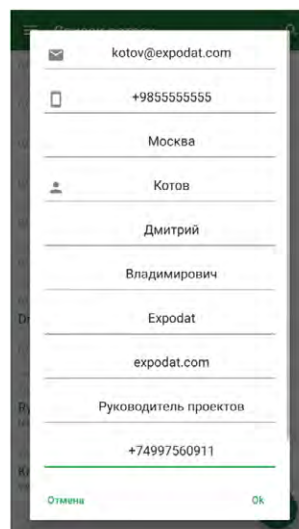 kotov@expodat.com
+9855555555
Москва
Котов
Дмитрий
Владимирович
Expodat
expodat.com
Руководитель проектов
+74997560911
Отмена
Ok